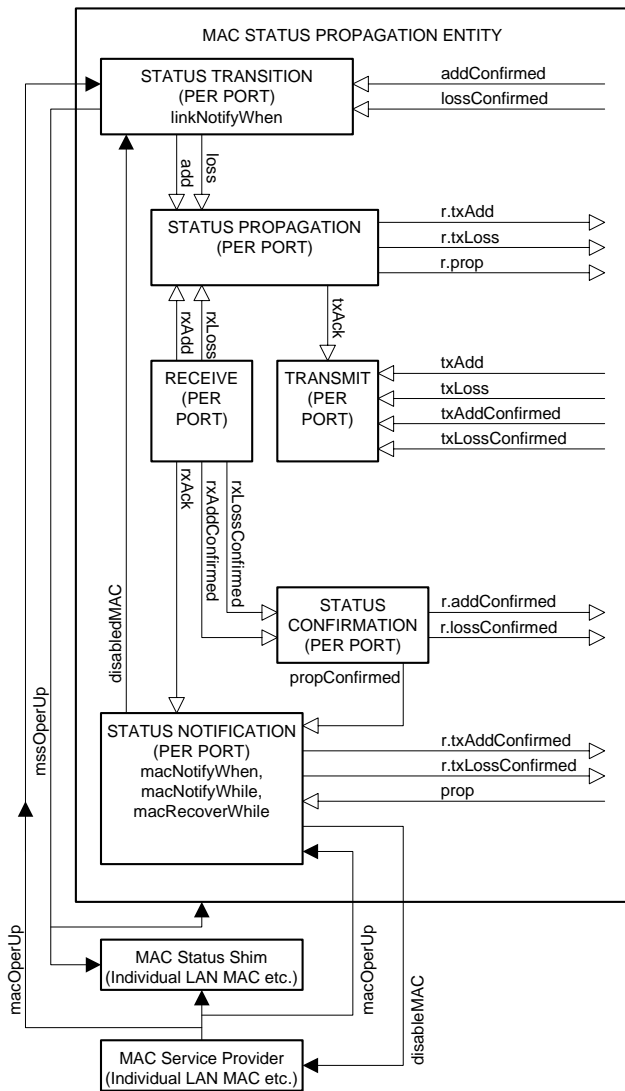 MAC STATUS PROPAGATION ENTITY
STATUS TRANSITION
(PER PORT)
linkNotifyWhen
addConfirmed
lossConfirmed
add
loss
STATUS PROPAGATION
(PER PORT)
r.txAdd
r.txLoss
r.prop
rxAdd
rxLoss
txAck
RECEIVE
(PER
PORT)
TRANSMIT
(PER
PORT)
txAdd
txLoss
txAddConfirmed
txLossConfirmed
rxAck
rxAddConfirmed
rxLossConfirmed
STATUS
CONFIRMATION
(PER PORT)
r.addConfirmed
r.lossConfirmed
disabledMAC
propConfirmed
mssOperUp
STATUS NOTIFICATION
(PER PORT)
macNotifyWhen,
macNotifyWhile,
macRecoverWhile
r.txAddConfirmed
r.txLossConfirmed
prop
macOperUp
MAC Status Shim
(Individual LAN MAC etc.)
macOperUp
disableMAC
MAC Service Provider
(Individual LAN MAC etc.)